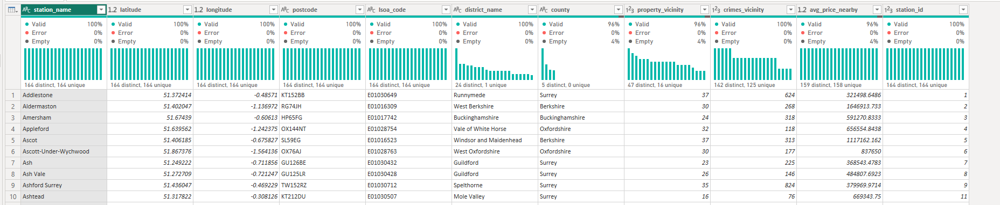 ABC station_name 1.2 latitude 1.2 longitude ABC postcode ABC lsoa_code ABC district_name ABC county 123 property_vicinity 123 crimes_vicinity 1.2 avg_price_nearby 123 station_id
Valid 100% Valid 100% Valid 100% Valid 100% Valid 100% Valid 100% Valid 96% Valid 96% Valid 100% Valid 96% Valid 100%
Error 0% Error 0% Error 0% Error 0% Error 0% Error 0% Error 0% Error 0% Error 0% Error 0% Error 0%
Empty 0% Empty 0% Empty 0% Empty 0% Empty 0% Empty 0% Empty 4% Empty 4% Empty 0% Empty 4% Empty 0%
164 distinct, 164 unique 164 distinct, 164 unique 164 distinct, 164 unique 164 distinct, 164 unique 164 distinct, 164 unique 24 distinct, 1 unique 5 distinct, 0 unique 47 distinct, 16 unique 142 distinct, 125 unique 159 distinct, 158 unique 164 distinct, 164 unique
1 Addlestone 51.372414 -0.48571 KT152BB E01030649 Runnymede Surrey 37 624 321498.6486 1
2 Aldermaston 51.402047 -1.136972 RG74JH E01016309 West Berkshire Berkshire 30 268 1646913.733 2
3 Amersham 51.67439 -0.60613 HP65FG E01017742 Buckinghamshire Buckinghamshire 24 318 591270.8333 3
4 Appleford 51.639562 -1.242375 OX144NT E01028754 Vale of White Horse Oxfordshire 32 118 656554.8438 4
5 Ascot 51.406185 -0.675827 SL59EG E01016523 Windsor and Maidenhead Berkshire 37 313 1117162.162 5
6 Ascott-Under-Wychwood 51.867376 -1.564136 OX76AJ E01028763 West Oxfordshire Oxfordshire 30 177 837650 6
7 Ash 51.249222 -0.711856 GU126BE E01030432 Guildford Surrey 23 225 368543.4783 7
8 Ash Vale 51.272709 -0.721247 GU125LR E01030428 Guildford Surrey 26 146 484807.6923 8
9 Ashford Surrey 51.436047 -0.469229 TW152RZ E01030712 Spelthorne Surrey 35 824 379969.9714 9
10 Ashtead 51.317822 -0.308126 KT212DU E01030507 Mole Valley Surrey 16 76 669343.75 11